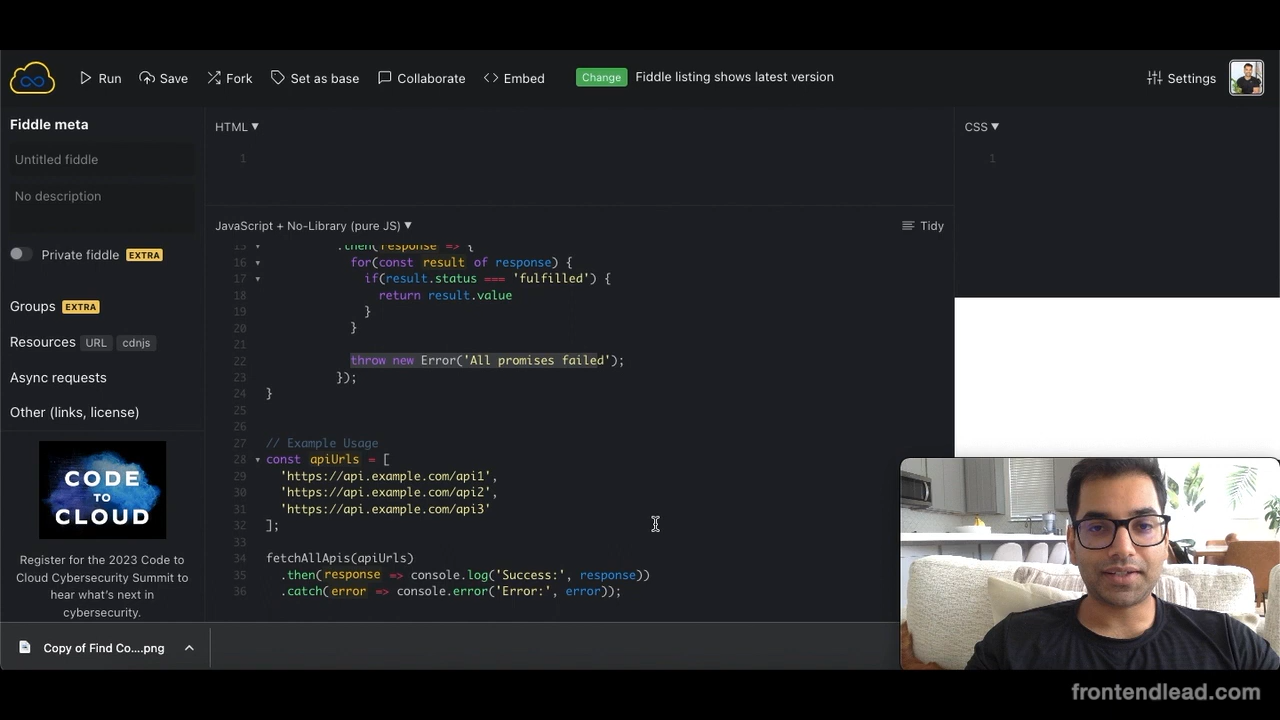 Run
Save
Fork
Set as base
Collaborate
Embed
Change
Fiddle listing shows latest version
Settings
Fiddle meta
Untitled fiddle
No description
Private fiddle EXTRA
Groups EXTRA
Resources URL cdnjs
Async requests
Other (links, license)
CODE
TO
CLOUD
Register for the 2023 Code to
Cloud Cybersecurity Summit to
hear what's next in
cybersecurity.
HTML ▼
1
CSS ▼
1
JavaScript + No-Library (pure JS) ▼
Tidy
15 .then(response => {
16 for(const result of response) {
17 if(result.status === 'fulfilled') {
18 return result.value
19 }
20 }
21
22 throw new Error('All promises failed');
23 });
24 }
25
26
27 // Example Usage
28 const apiUrls = [
29 'https://api.example.com/api1',
30 'https://api.example.com/api2',
31 'https://api.example.com/api3'
32 ];
33
34 fetchAllApis(apiUrls)
35 .then(response => console.log('Success:', response))
36 .catch(error => console.error('Error:', error));
Copy of Find Co....png
frontendlead.com